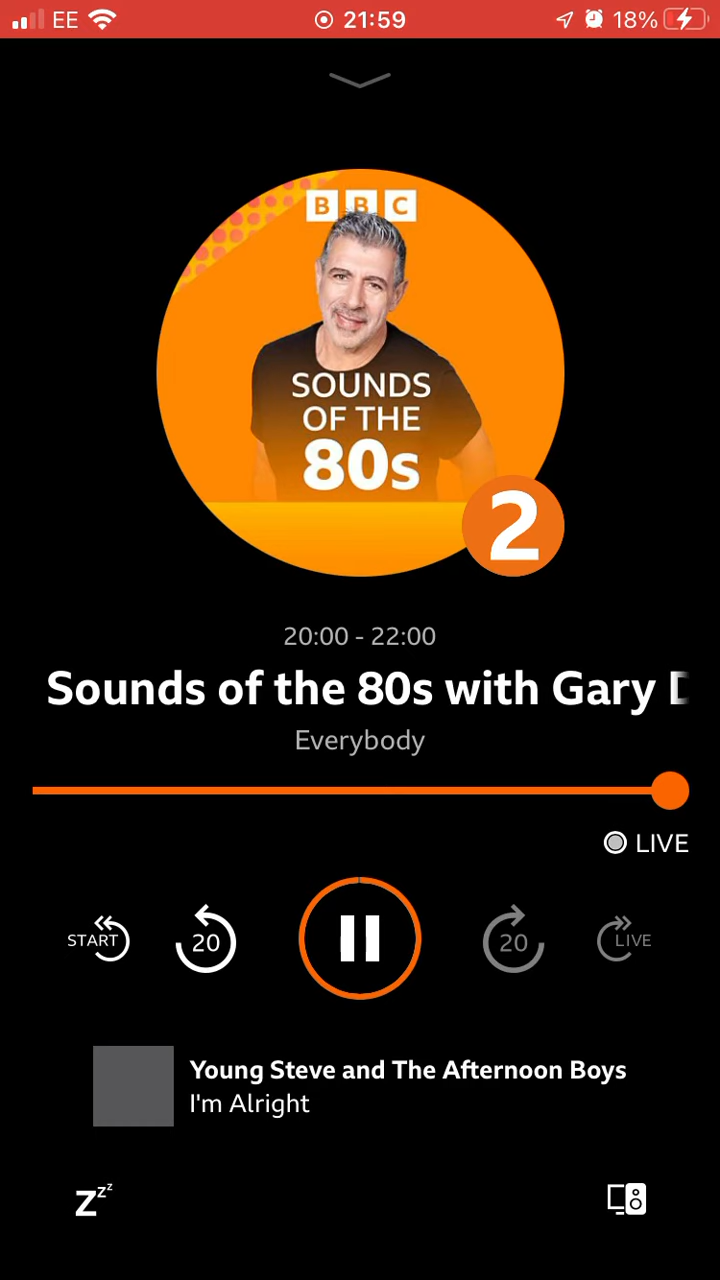 EE 21:59 18%
BBC
SOUNDS
OF THE
80s
2
20:00 - 22:00
Sounds of the 80s with Gary
Everybody
LIVE
START 20 20 LIVE
Young Steve and The Afternoon Boys
I'm Alright
Zzz